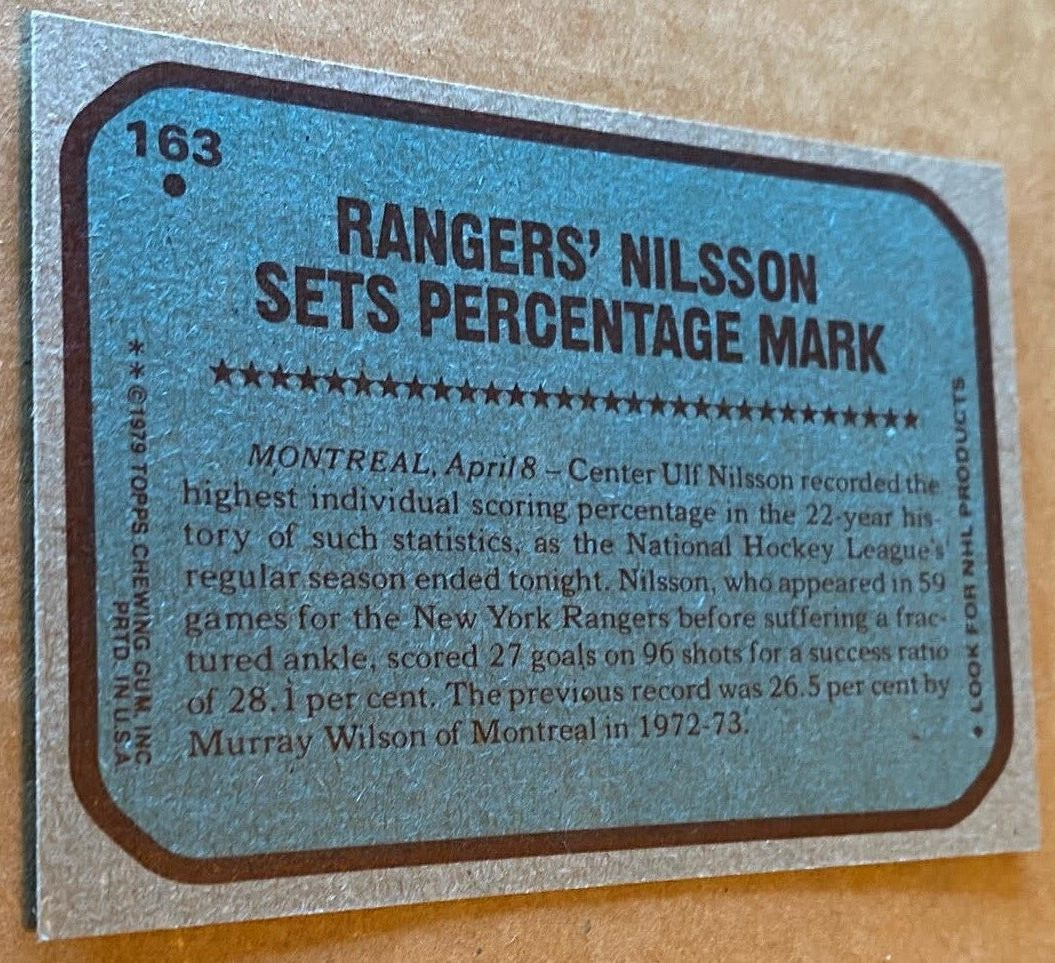 163
RANGERS' NILSSON
SETS PERCENTAGE MARK
MONTREAL, April 8 – Center Ulf Nilsson recorded the
highest individual scoring percentage in the 22-year his-
tory of such statistics, as the National Hockey League's
regular season ended tonight. Nilsson, who appeared in 59
games for the New York Rangers before suffering a frac-
tured ankle, scored 27 goals on 96 shots for a success ratio
of 28.1 per cent. The previous record was 26.5 per cent by
Murray Wilson of Montreal in 1972-73.
** ©1979 TOPPS CHEWING GUM, INC
PRTD. IN U.S.A
• LOOK FOR NHL PRODUCTS